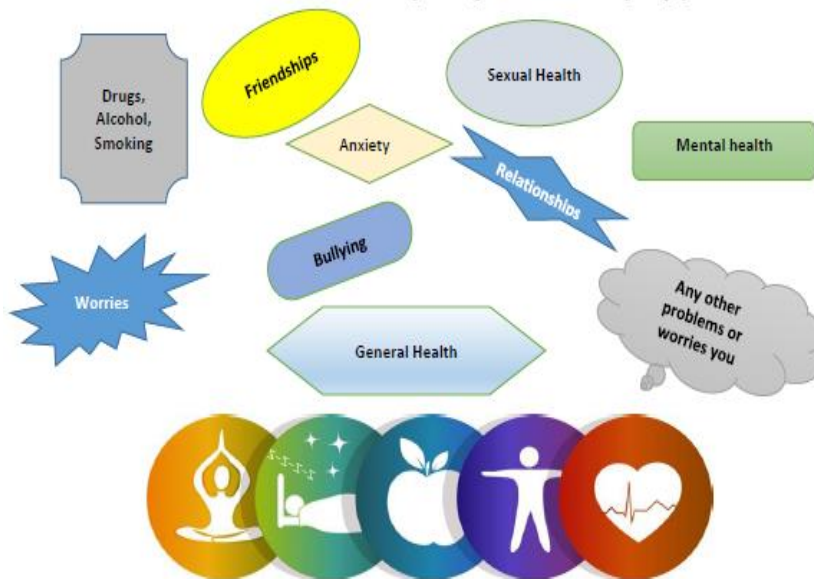 Friendships
Sexual Health
Drugs,
Alcohol,
Smoking
Anxiety
Mental health
Relationships
Bullying
Worries
Any other
problems or
worries you
General Health